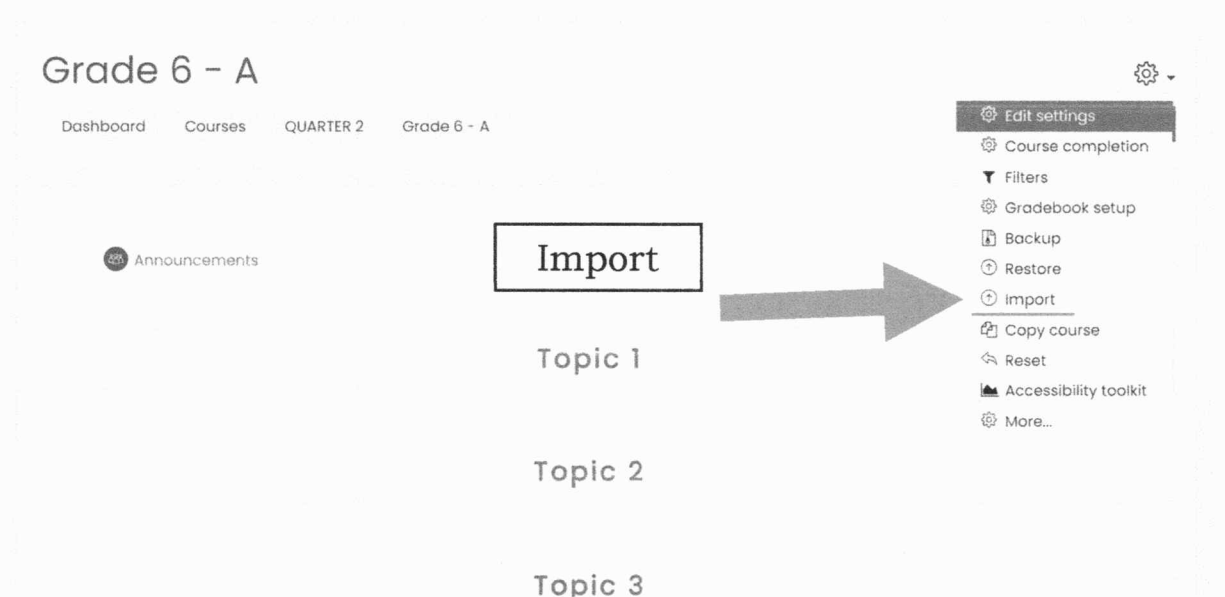 Grade 6 - A
Dashboard Courses QUARTER 2 Grade 6 - A
Edit settings
Course completion
Filters
Gradebook setup
Backup
Restore
Import
Copy course
Reset
Accessibility toolkit
More...
Announcements
Import
Topic 1
Topic 2
Topic 3